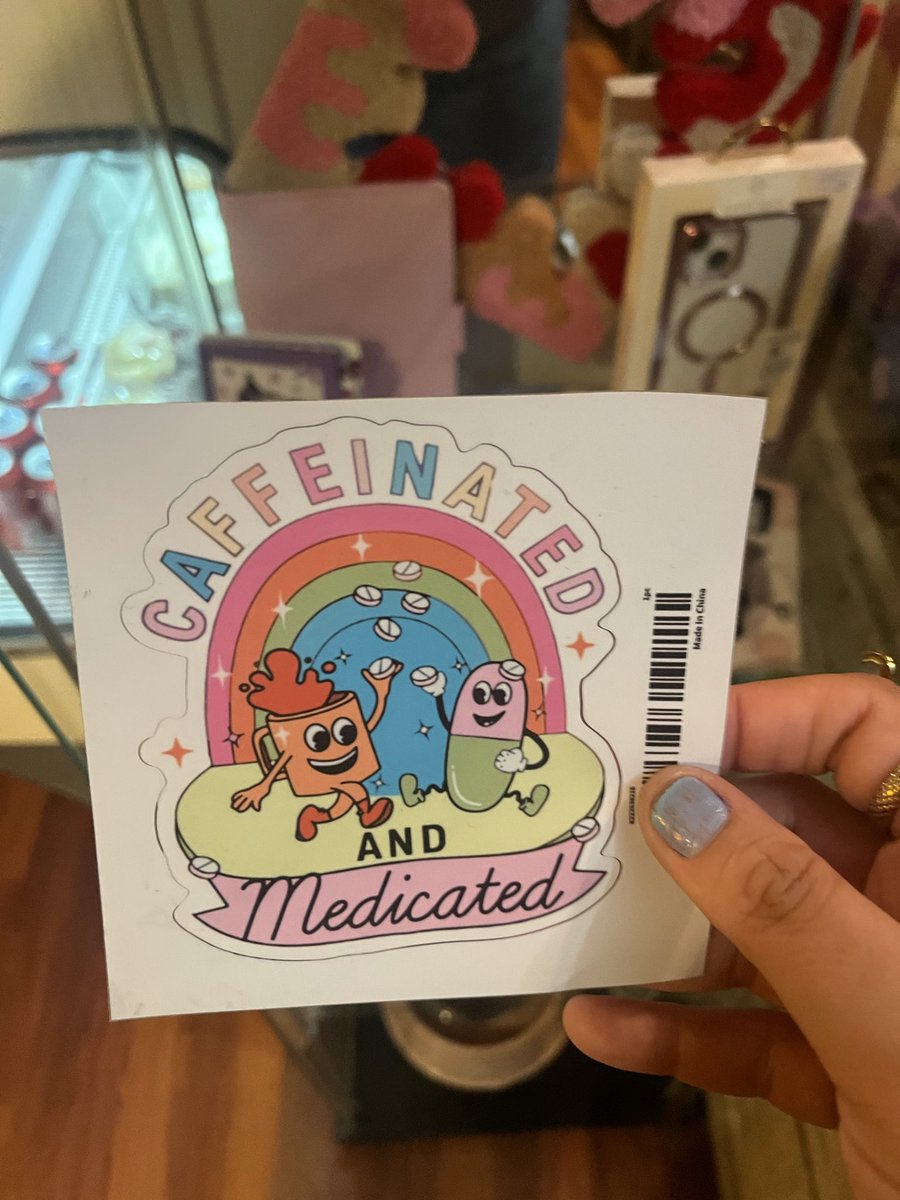 CAFFEINATED
AND
Medicated
1pc
Made In China